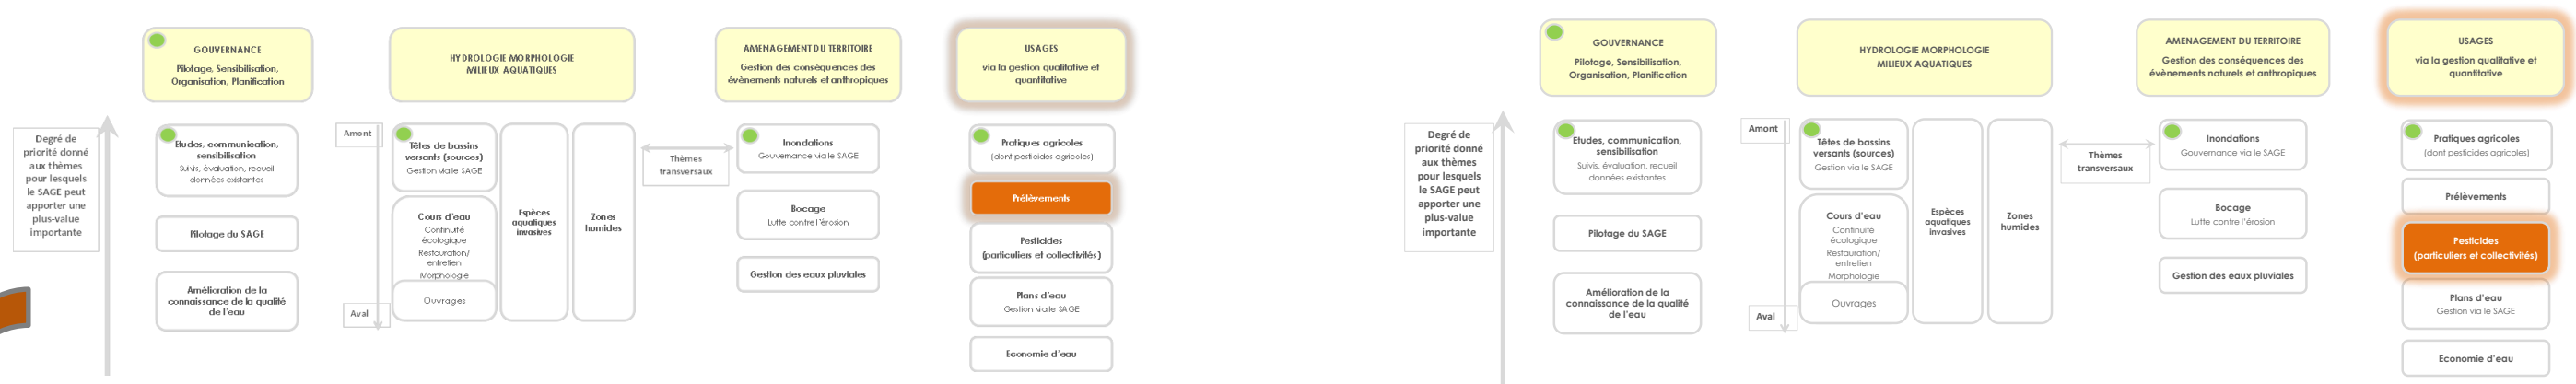 GOUVERNANCE
Pilotage, Sensibilisation,
Organisation, Planification
HYDROLOGIE MORPHOLOGIE
MILIEUX AQUATIQUES
AMENAGEMENT DU TERRITOIRE
Gestion des conséquences des
évènements naturels et anthropiques
USAGES
via la gestion qualitative et
quantitative
Degré de
priorité donné
aux thèmes
pour lesquels
le SAGE peut
apporter une
plus-value
importante
Etudes, communication,
sensibilisation
Suivis, évaluation, recueil
données existantes
Pilotage du SAGE
Amélioration de la
connaissance de la qualité
de l'eau
Amont
Aval
Têtes de bassins
versants (sources)
Gestion via le SAGE
Cours d'eau
Continuité
écologique
Restauration/
entretien
Morphologie
Ouvrages
Espèces
aquatiques
invasives
Zones
humides
Thèmes
transversaux
Inondations
Gouvernance via le SAGE
Bocage
Lutte contre l'érosion
Gestion des eaux pluviales
Pratiques agricoles
(dont pesticides agricoles)
Prélèvements
Pesticides
(particuliers et collectivités)
Plans d'eau
Gestion via le SAGE
Economie d'eau
GOUVERNANCE
Pilotage, Sensibilisation,
Organisation, Planification
HYDROLOGIE MORPHOLOGIE
MILIEUX AQUATIQUES
AMENAGEMENT DU TERRITOIRE
Gestion des conséquences des
évènements naturels et anthropiques
USAGES
via la gestion qualitative et
quantitative
Degré de
priorité donné
aux thèmes
pour lesquels
le SAGE peut
apporter une
plus-value
importante
Etudes, communication,
sensibilisation
Suivis, évaluation, recueil
données existantes
Pilotage du SAGE
Amélioration de la
connaissance de la qualité
de l'eau
Amont
Aval
Têtes de bassins
versants (sources)
Gestion via le SAGE
Cours d'eau
Continuité
écologique
Restauration/
entretien
Morphologie
Ouvrages
Espèces
aquatiques
invasives
Zones
humides
Thèmes
transversaux
Inondations
Gouvernance via le SAGE
Bocage
Lutte contre l'érosion
Gestion des eaux pluviales
Pratiques agricoles
(dont pesticides agricoles)
Prélèvements
Pesticides
(particuliers et collectivités)
Plans d'eau
Gestion via le SAGE
Economie d'eau